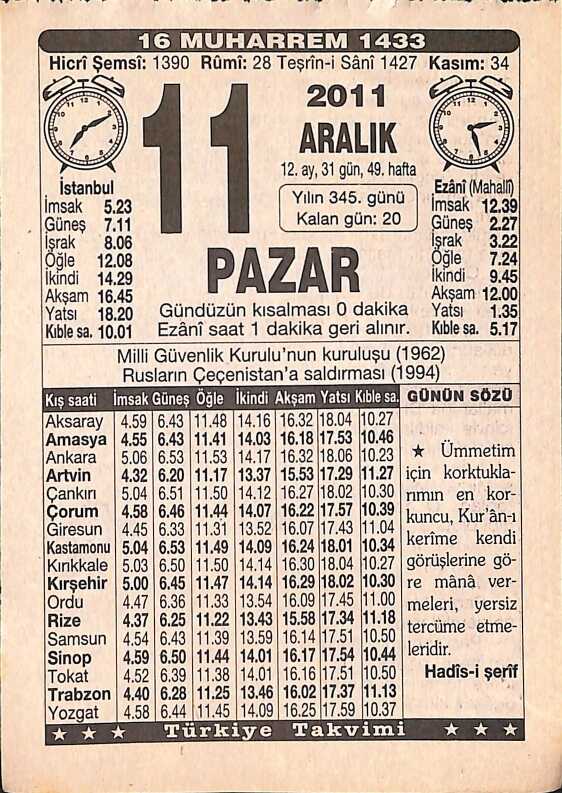 16 MUHARREM 1433
Hicrî Şemsî: 1390 Rûmî: 28 Teşrîn-i Sânî 1427 Kasım: 34
11
2011
ARALIK
12. ay, 31 gün, 49. hafta
Yılın 345. günü
Kalan gün: 20
PAZAR
Gündüzün kısalması 0 dakika
Ezânî saat 1 dakika geri alınır.
İstanbul
İmsak 5.23
Güneş 7.11
İşrak 8.06
Öğle 12.08
İkindi 14.29
Akşam 16.45
Yatsı 18.20
Kıble sa. 10.01
Ezânî (Mahallî)
İmsak 12.39
Güneş 2.27
İşrak 3.22
Öğle 7.24
İkindi 9.45
Akşam 12.00
Yatsı 1.35
Kıble sa. 5.17
Milli Güvenlik Kurulu'nun kuruluşu (1962)
Rusların Çeçenistan'a saldırması (1994)
Kış saati İmsak Güneş Öğle İkindi Akşam Yatsı Kıble sa.
Aksaray 4.59 6.43 11.48 14.16 16.32 18.04 10.27
Amasya 4.55 6.43 11.41 14.03 16.18 17.53 10.46
Ankara 5.06 6.53 11.53 14.17 16.32 18.06 10.23
Artvin 4.32 6.20 11.17 13.37 15.53 17.29 11.27
Çankırı 5.04 6.51 11.50 14.12 16.27 18.02 10.30
Çorum 4.58 6.46 11.44 14.07 16.22 17.57 10.39
Giresun 4.45 6.33 11.31 13.52 16.07 17.43 11.04
Kastamonu 5.04 6.53 11.49 14.09 16.24 18.01 10.34
Kırıkkale 5.03 6.50 11.50 14.14 16.30 18.04 10.27
Kırşehir 5.00 6.45 11.47 14.14 16.29 18.02 10.30
Ordu 4.47 6.36 11.33 13.54 16.09 17.45 11.00
Rize 4.37 6.25 11.22 13.43 15.58 17.34 11.18
Samsun 4.54 6.43 11.39 13.59 16.14 17.51 10.50
Sinop 4.59 6.50 11.44 14.01 16.17 17.54 10.44
Tokat 4.52 6.39 11.38 14.01 16.16 17.51 10.50
Trabzon 4.40 6.28 11.25 13.46 16.02 17.37 11.13
Yozgat 4.58 6.44 11.45 14.09 16.25 17.59 10.37
GÜNÜN SÖZÜ
★ Ümmetim
için korktukla-
rımın en kor-
kuncu, Kur'ân-ı
kerîme kendi
görüşlerine gö-
re mânâ ver-
meleri, yersiz
tercüme etme-
leridir.
Hadîs-i şerîf
★ ★ ★ Türkiye Takvimi ★ ★ ★